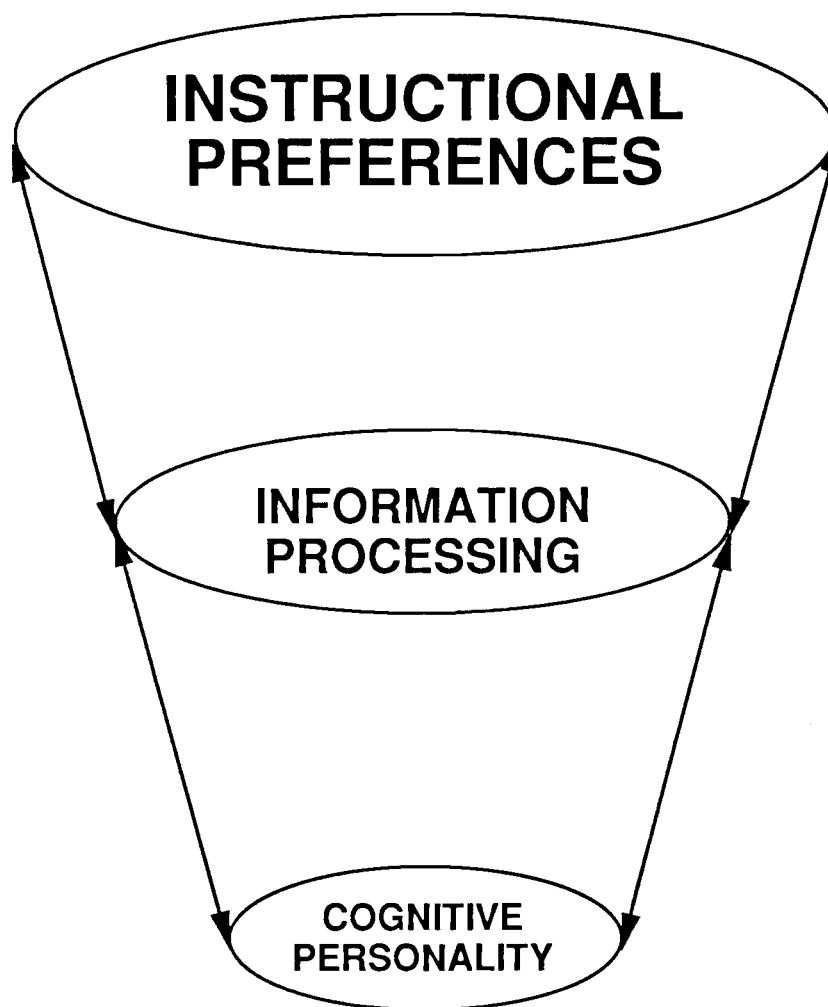 INSTRUCTIONAL
PREFERENCES
INFORMATION
PROCESSING
COGNITIVE
PERSONALITY